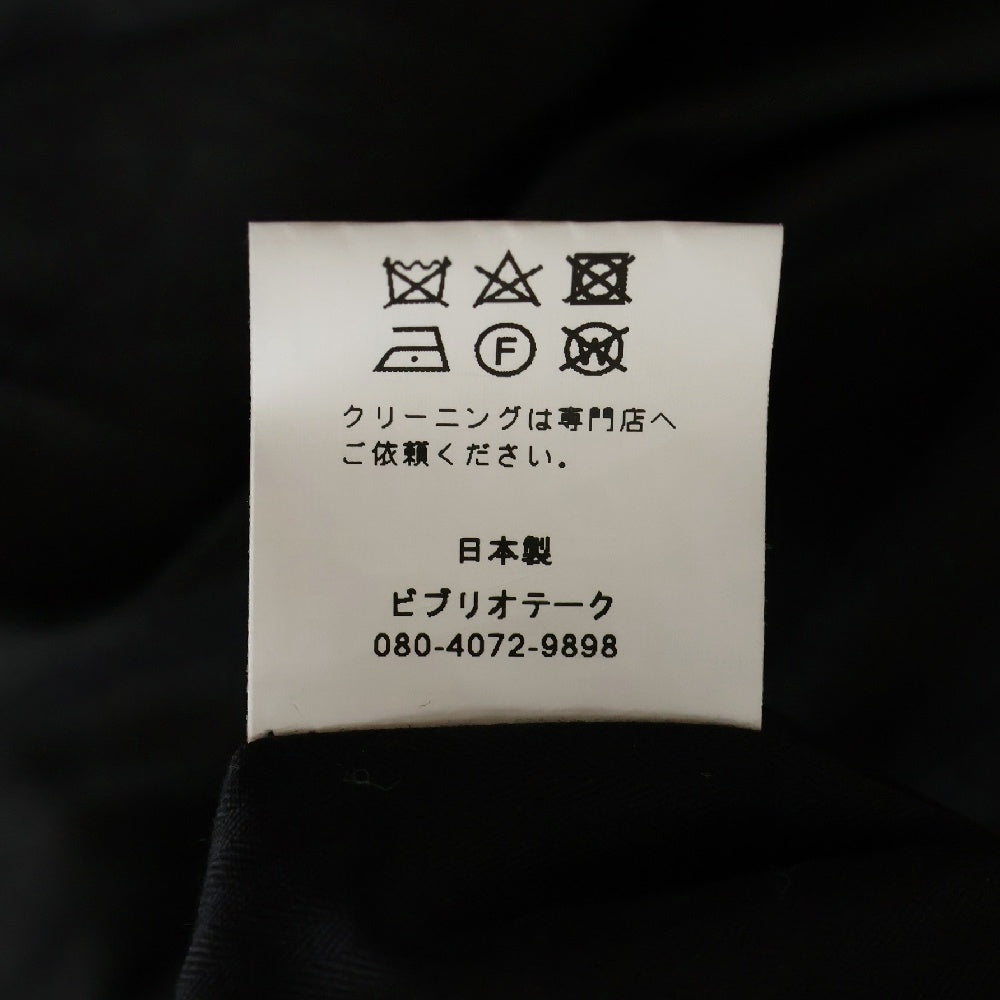 F W
クリーニングは専門店へ
ご依頼ください。
日本製
ビブリオテーク
080-4072-9898